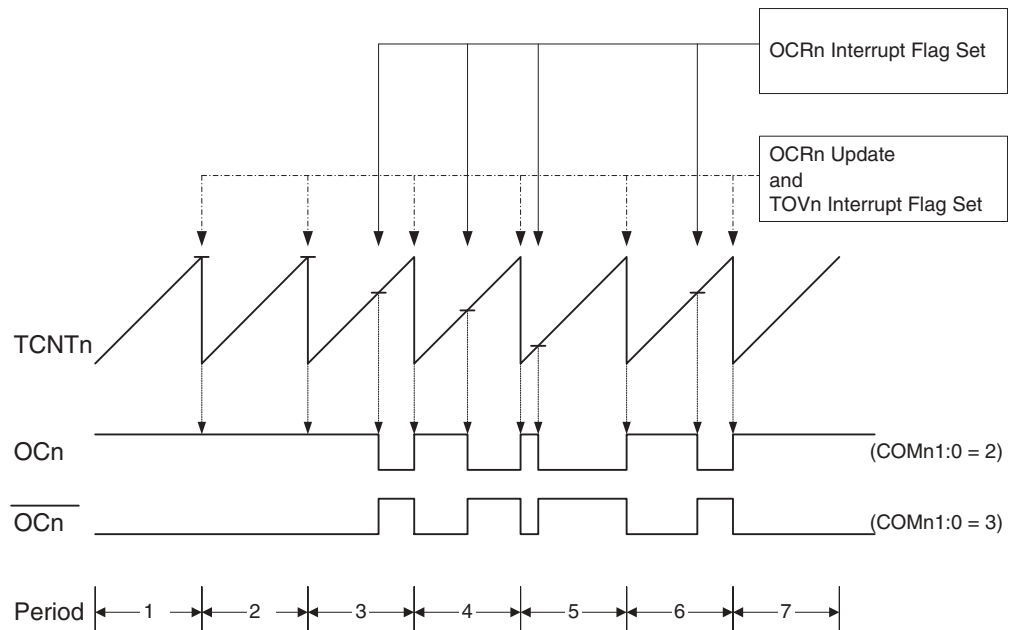 OCRn Interrupt Flag Set
OCRn Update
and
TOVn Interrupt Flag Set
TCNTn
OCn
(COMn1:0 = 2)
OCn
(COMn1:0 = 3)
Period
1
2
3
4
5
6
7